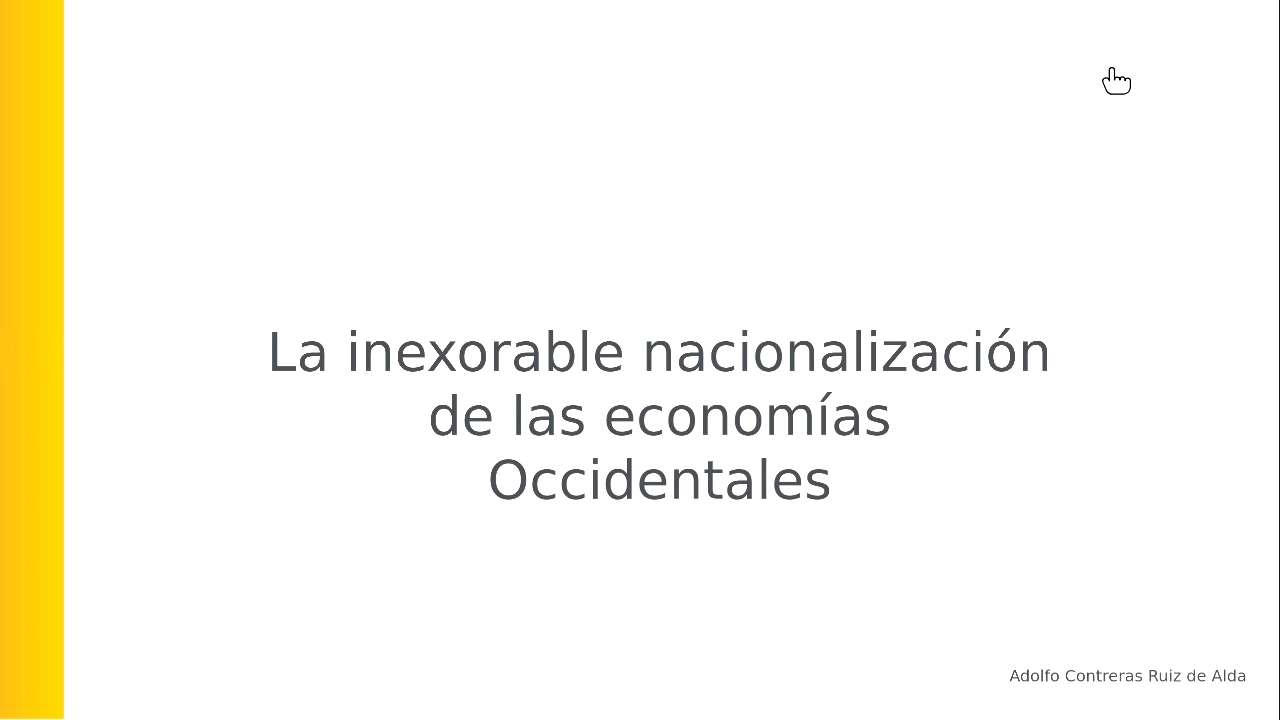 La inexorable nacionalización
de las economías
Occidentales
Adolfo Contreras Ruiz de Alda